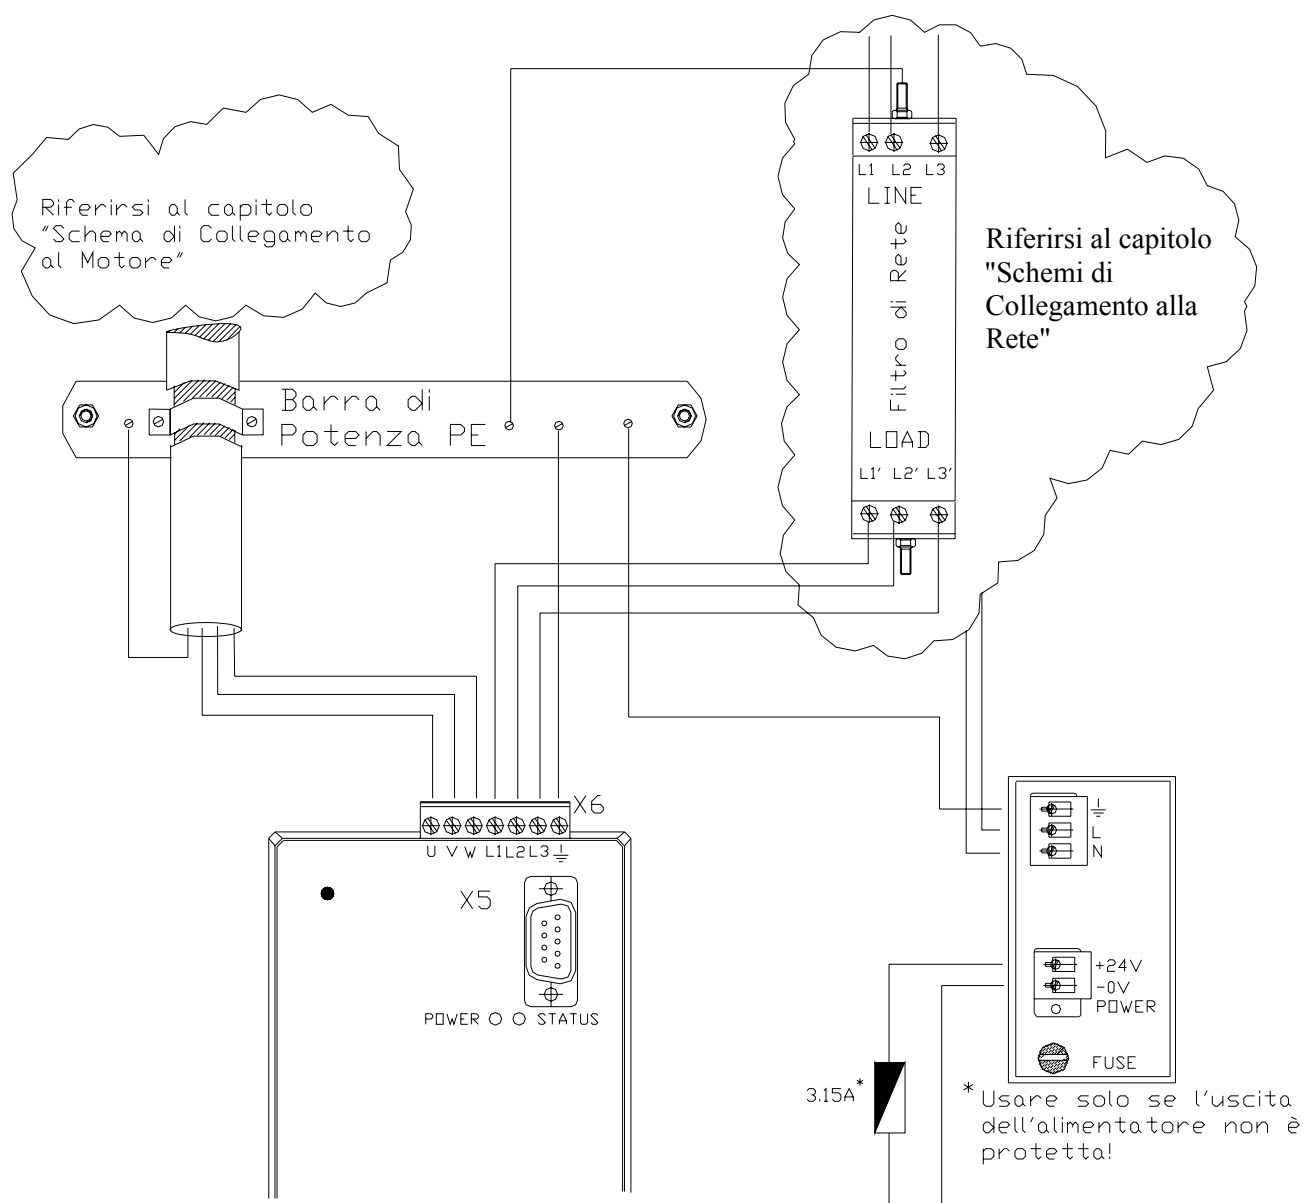 Riferirsi al capitolo
"Schema di Collegamento
al Motore"
L1 L2 L3
LINE
Filtro di Rete
LOAD
L1' L2' L3'
Riferirsi al capitolo
"Schemi di
Collegamento alla
Rete"
Barra di
Potenza PE
X6
U V W L1 L2 L3
X5
POWER STATUS
L
N
+24V
-0V
POWER
FUSE
3.15A*
* Usare solo se l'uscita
dell'alimentatore non è
protetta!